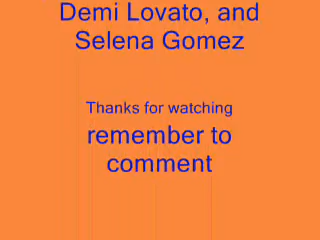 Demi Lovato, and
Selena Gomez
Thanks for watching
remember to
comment